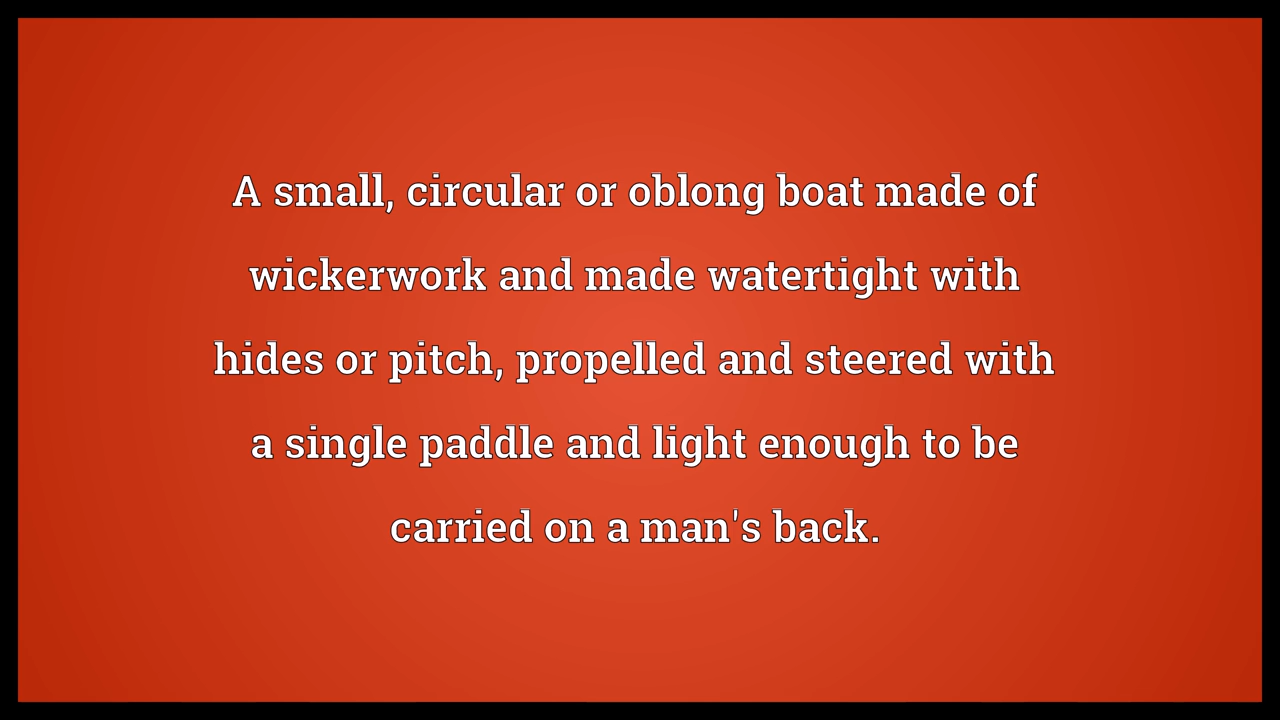 A small, circular or oblong boat made of
wickerwork and made watertight with
hides or pitch, propelled and steered with
a single paddle and light enough to be
carried on a man's back.